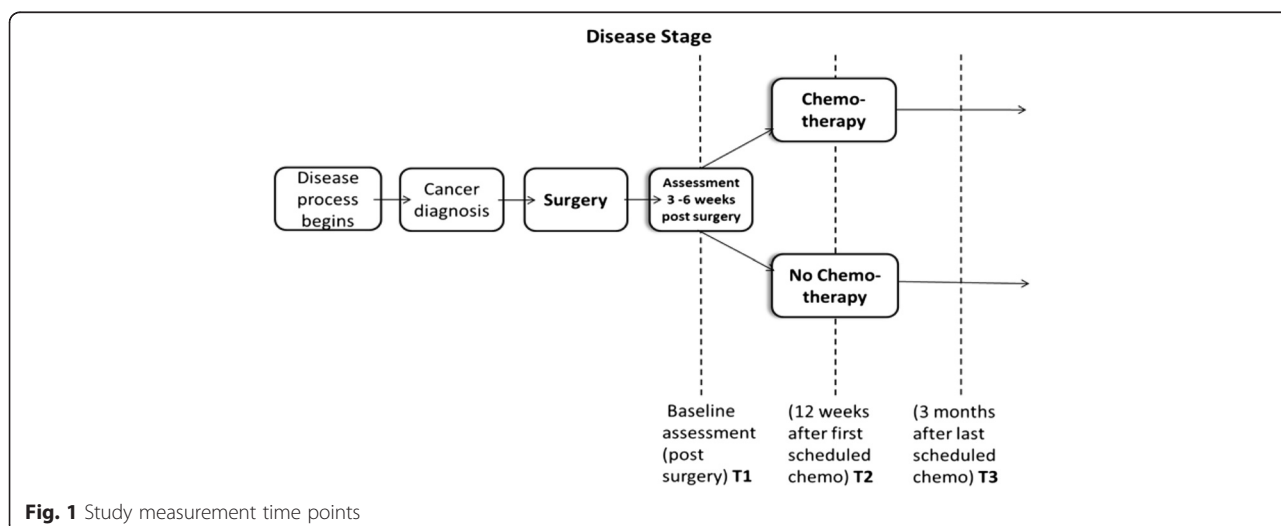 Disease Stage
Chemo-
therapy
Disease
process
begins
Cancer
diagnosis
Surgery
Assessment
3 -6 weeks
post surgery
No Chemo-
therapy
Baseline
assessment
(post
surgery) T1
(12 weeks
after first
scheduled
chemo) T2
(3 months
after last
scheduled
chemo) T3
Fig. 1 Study measurement time points